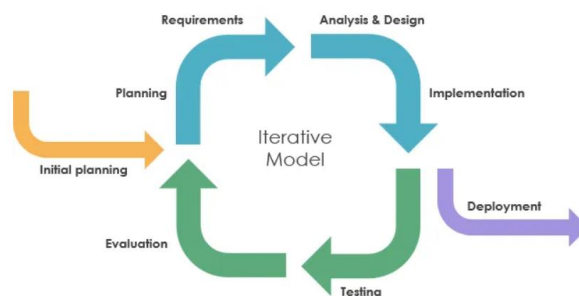 Requirements
Analysis & Design
Planning
Implementation
Iterative
Model
Initial planning
Deployment
Evaluation
Testing